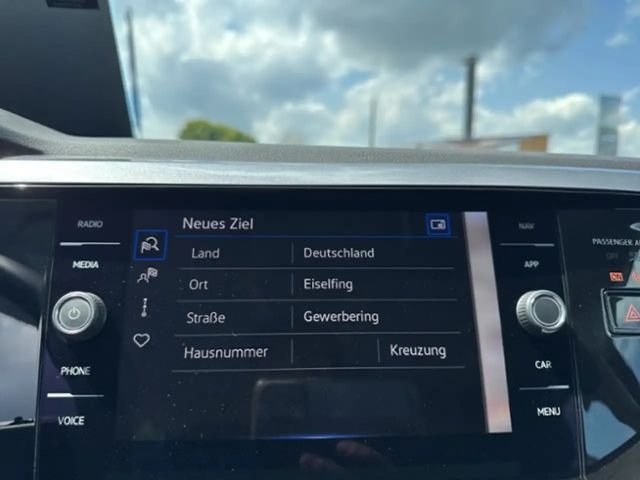 RADIO
MEDIA
PHONE
VOICE
Neues Ziel
Land Deutschland
Ort Eiselfing
Straße Gewerbering
Hausnummer Kreuzung
NAV
APP
CAR
MENU
PASSENGER
OFF